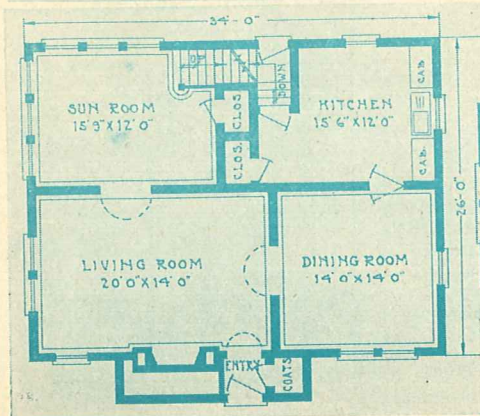 34'-0"
UP
DOWN
CAB.
SUN ROOM
15'9"X12'0"
CLOS.
KITCHEN
15'6"X12'0"
CLOS.
CAB.
26'-0"
LIVING ROOM
20'0"X14'0"
DINING ROOM
14'0"X14'0"
ENTRY
COATS